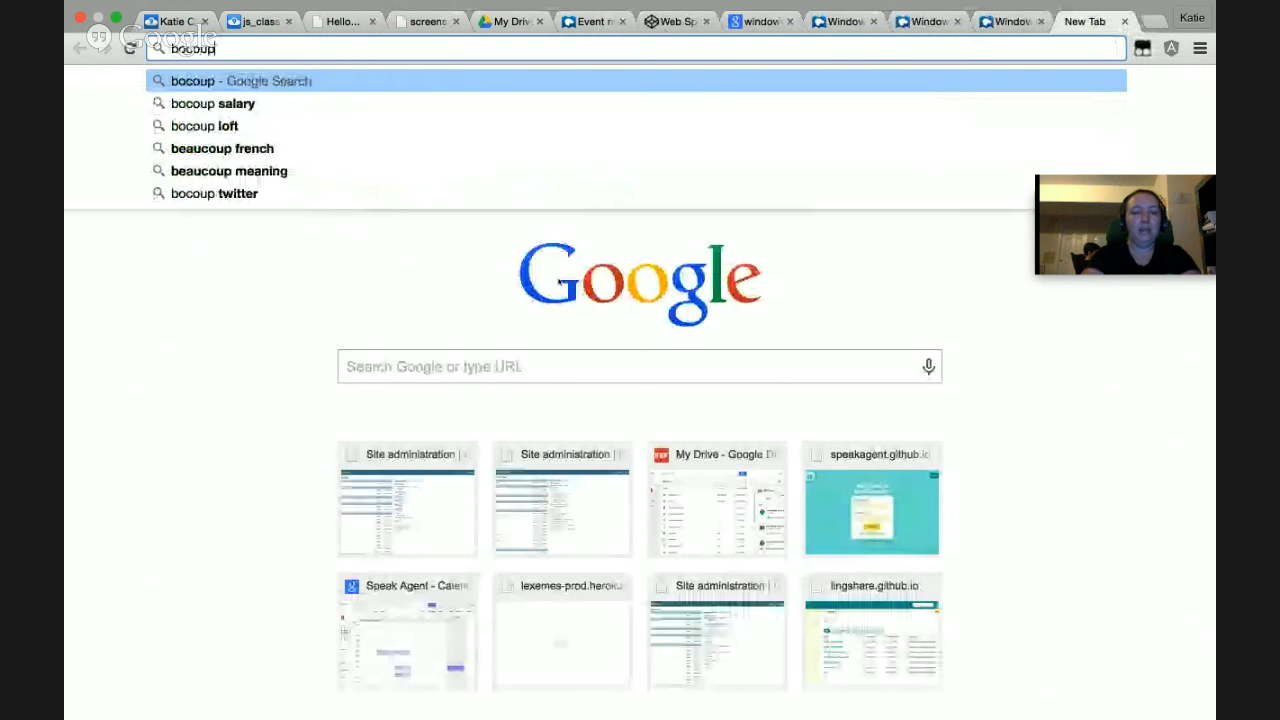 Katie C
js_class
Hello...
screens
My Driv
Event r
Web Sp
window
Window
Window
Window
New Tab
Katie
Google
bocoup
bocoup - Google Search
bocoup salary
bocoup loft
beaucoup french
beaucoup meaning
bocoup twitter
Google
Search Google or type URL
Site administration |
Site administration |
My Drive - Google Dr
speakagent.github.io
Speak Agent - Calen
lexemes-prod.heroku
Site administration |
lingshare.github.io